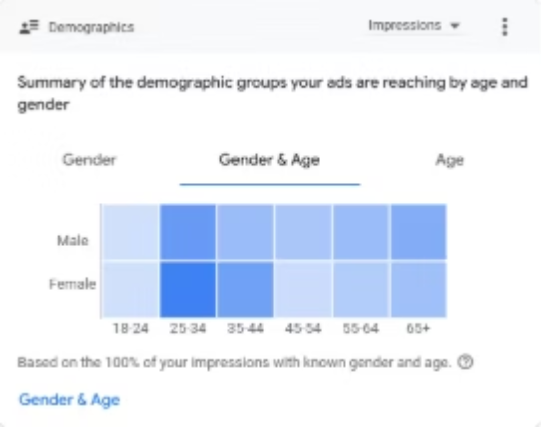 Demographics
Impressions
Summary of the demographic groups your ads are reaching by age and
gender
Gender
Gender & Age
Age
Male
Female
18-24 25-34 35-44 45-54 55-64 65+
Based on the 100% of your impressions with known gender and age.
Gender & Age